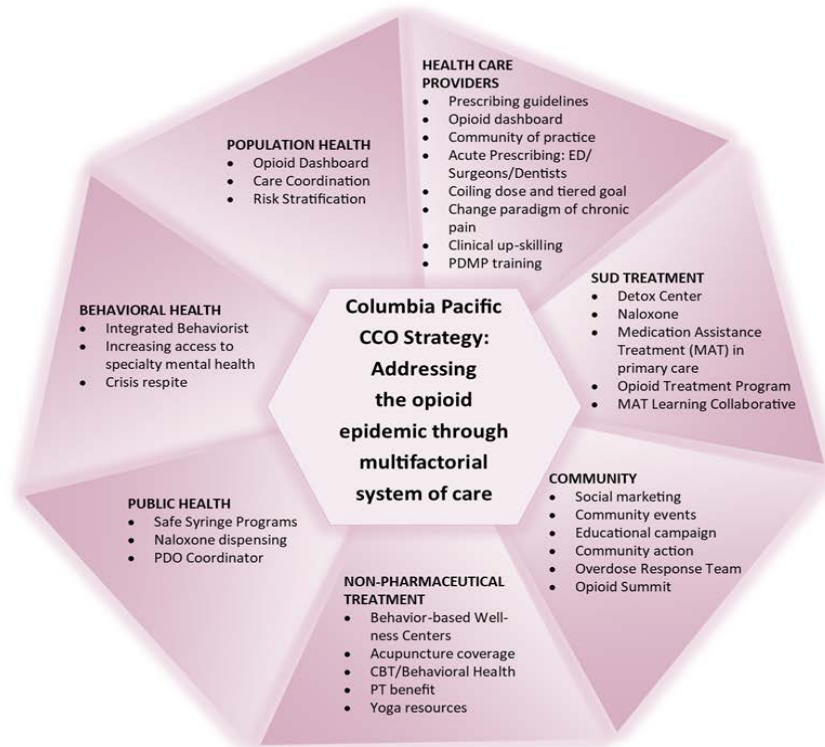 HEALTH CARE
PROVIDERS
• Prescribing guidelines
• Opioid dashboard
• Community of practice
• Acute Prescribing: ED/
Surgeons/Dentists
• Coiling dose and tiered goal
• Change paradigm of chronic
pain
• Clinical up-skilling
• PDMP training
POPULATION HEALTH
• Opioid Dashboard
• Care Coordination
• Risk Stratification
SUD TREATMENT
• Detox Center
• Naloxone
• Medication Assistance
Treatment (MAT) in
primary care
• Opioid Treatment Program
• MAT Learning Collaborative
BEHAVIORAL HEALTH
• Integrated Behaviorist
• Increasing access to
specialty mental health
• Crisis respite
Columbia Pacific
CCO Strategy:
Addressing
the opioid
epidemic through
multifactorial
system of care
COMMUNITY
• Social marketing
• Community events
• Educational campaign
• Community action
• Overdose Response Team
• Opioid Summit
PUBLIC HEALTH
• Safe Syringe Programs
• Naloxone dispensing
• PDO Coordinator
NON-PHARMACEUTICAL
TREATMENT
• Behavior-based Well-
ness Centers
• Acupuncture coverage
• CBT/Behavioral Health
• PT benefit
• Yoga resources